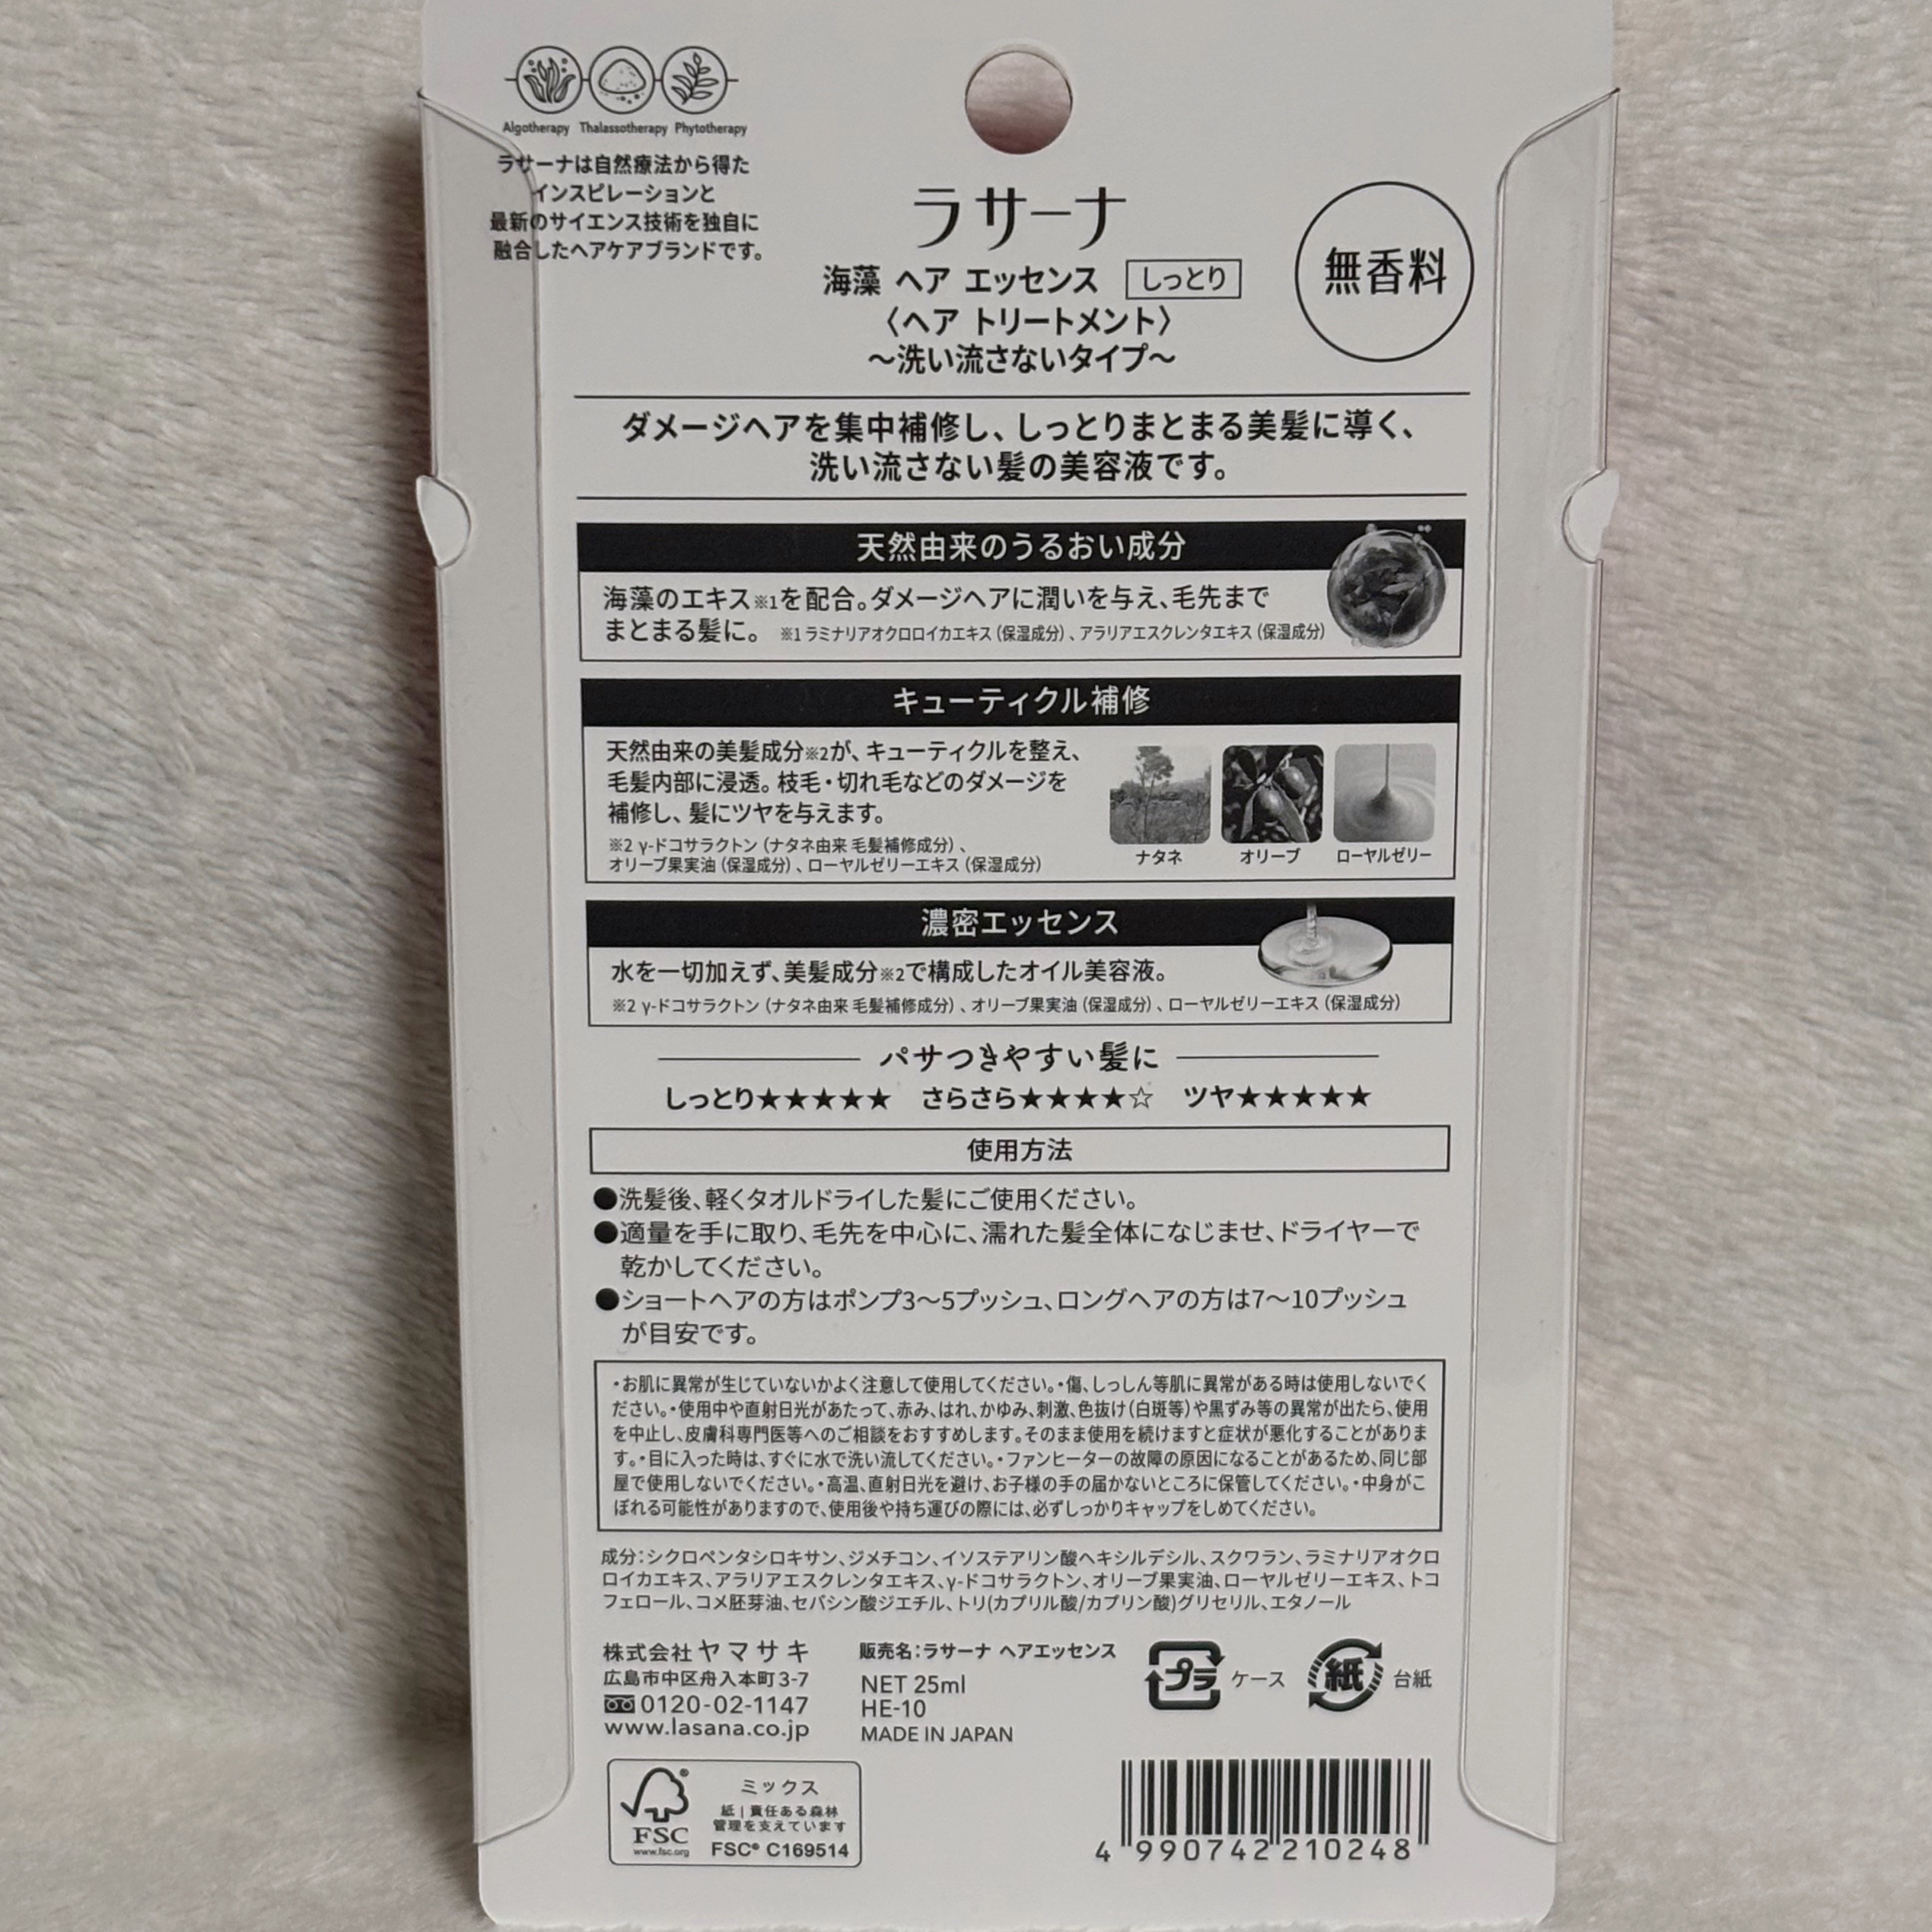 Algotherapy Thalassotherapy Phytotherapy
ラサーナは自然療法から得た
インスピレーションと
最新のサイエンス技術を独自に
融合したヘアケアブランドです。
ラサーナ
海藻 ヘア エッセンス しっとり
〈ヘア トリートメント〉
～洗い流さないタイプ～
無香料
ダメージヘアを集中補修し、しっとりまとまる美髪に導く、
洗い流さない髪の美容液です。
天然由来のうるおい成分
海藻のエキス※1を配合。ダメージヘアに潤いを与え、毛先まで
まとまる髪に。 ※1 ラミナリアオクロロイカエキス（保湿成分）、アラリアエスクレンタエキス（保湿成分）
キューティクル補修
天然由来の美髪成分※2が、キューティクルを整え、
毛髪内部に浸透。枝毛・切れ毛などのダメージを
補修し、髪にツヤを与えます。
※2 γ-ドコサラクトン（ナタネ由来 毛髪補修成分）、
オリーブ果実油（保湿成分）、ローヤルゼリーエキス（保湿成分）
ナタネ オリーブ ローヤルゼリー
濃密エッセンス
水を一切加えず、美髪成分※2で構成したオイル美容液。
※2 γ-ドコサラクトン（ナタネ由来 毛髪補修成分）、オリーブ果実油（保湿成分）、ローヤルゼリーエキス（保湿成分）
パサつきやすい髪に
しっとり★★★★★ さらさら★★★★☆ ツヤ★★★★★
使用方法
●洗髪後、軽くタオルドライした髪にご使用ください。
●適量を手に取り、毛先を中心に、濡れた髪全体になじませ、ドライヤーで
乾かしてください。
●ショートヘアの方はポンプ3～5プッシュ、ロングヘアの方は7～10プッシュ
が目安です。
・お肌に異常が生じていないかよく注意して使用してください。・傷、しっしん等肌に異常がある時は使用しないでく
ださい。・使用中や直射日光があたって、赤み、はれ、かゆみ、刺激、色抜け（白斑等）や黒ずみ等の異常が出たら、使用
を中止し、皮膚科専門医等へのご相談をおすすめします。そのまま使用を続けますと症状が悪化することがありま
す。・目に入った時は、すぐに水で洗い流してください。・ファンヒーターの故障の原因になることがあるため、同じ部
屋で使用しないでください。・高温、直射日光を避け、お子様の手の届かないところに保管してください。・中身がこ
ぼれる可能性がありますので、使用後や持ち運びの際には、必ずしっかりキャップをしめてください。
成分：シクロペンタシロキサン、ジメチコン、イソステアリン酸ヘキシルデシル、スクワラン、ラミナリアオクロ
ロイカエキス、アラリアエスクレンタエキス、γ-ドコサラクトン、オリーブ果実油、ローヤルゼリーエキス、トコ
フェロール、コメ胚芽油、セバシン酸ジエチル、トリ(カプリル酸/カプリン酸)グリセリル、エタノール
株式会社ヤマサキ
広島市中区舟入本町3-7
0120-02-1147
www.lasana.co.jp
販売名：ラサーナ ヘアエッセンス
NET 25ml
HE-10
MADE IN JAPAN
プラ ケース 紙 台紙
FSC®
www.fsc.org
ミックス
紙｜責任ある森林
管理を支えています
FSC® C169514
4 990742 210248